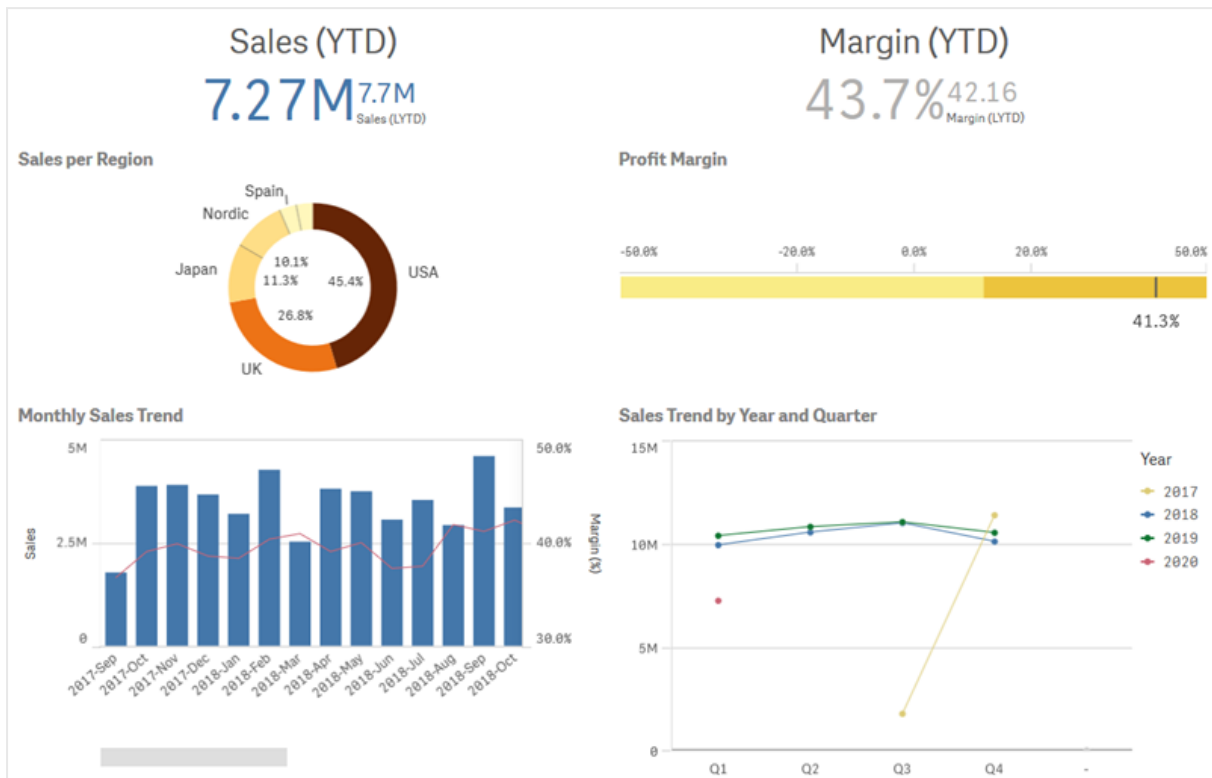 Sales (YTD)
7.27M 7.7M
Sales (LYTD)
Margin (YTD)
43.7% 42.16
Margin (LYTD)
Sales per Region
Spain
Nordic
Japan
USA
UK
10.1%
11.3%
45.4%
26.8%
Profit Margin
-50.0% -20.0% 0.0% 20.0% 50.0%
41.3%
Monthly Sales Trend
5M
2.5M
0
Sales
50.0%
40.0%
30.0%
Margin (%)
2017-Sep
2017-Oct
2017-Nov
2017-Dec
2018-Jan
2018-Feb
2018-Mar
2018-Apr
2018-May
2018-Jun
2018-Jul
2018-Aug
2018-Sep
2018-Oct
Sales Trend by Year and Quarter
15M
10M
5M
0
Q1 Q2 Q3 Q4 -
Year
2017
2018
2019
2020